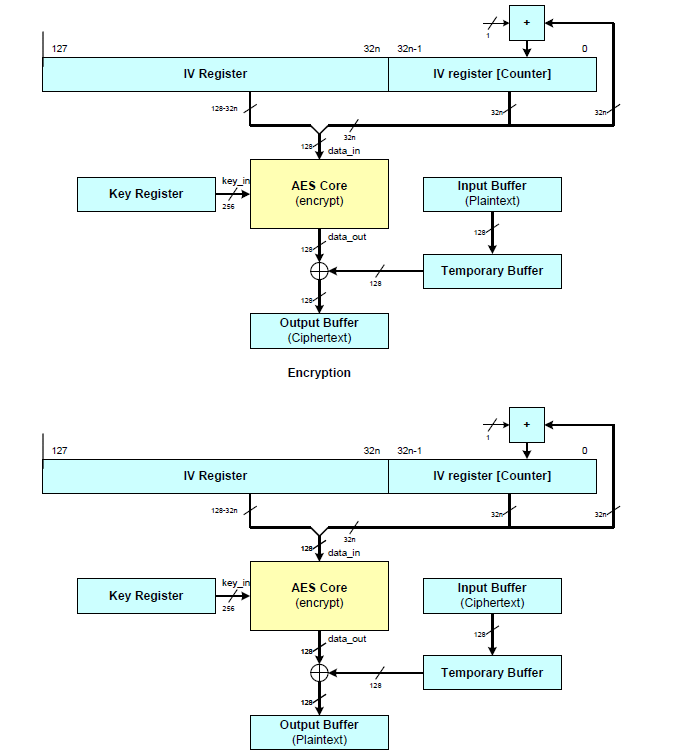 +
1
127
32n
32n-1
0
IV Register
IV register [Counter]
128-32n
32n
32n
32n
128
data_in
key_in
Key Register
256
AES Core
(encrypt)
Input Buffer
(Plaintext)
128
data_out
128
Temporary Buffer
128
128
Output Buffer
(Ciphertext)
Encryption
+
1
127
32n
32n-1
0
IV Register
IV register [Counter]
128-32n
32n
32n
32n
128
data_in
key_in
Key Register
256
AES Core
(encrypt)
Input Buffer
(Ciphertext)
128
data_out
128
Temporary Buffer
128
128
Output Buffer
(Plaintext)